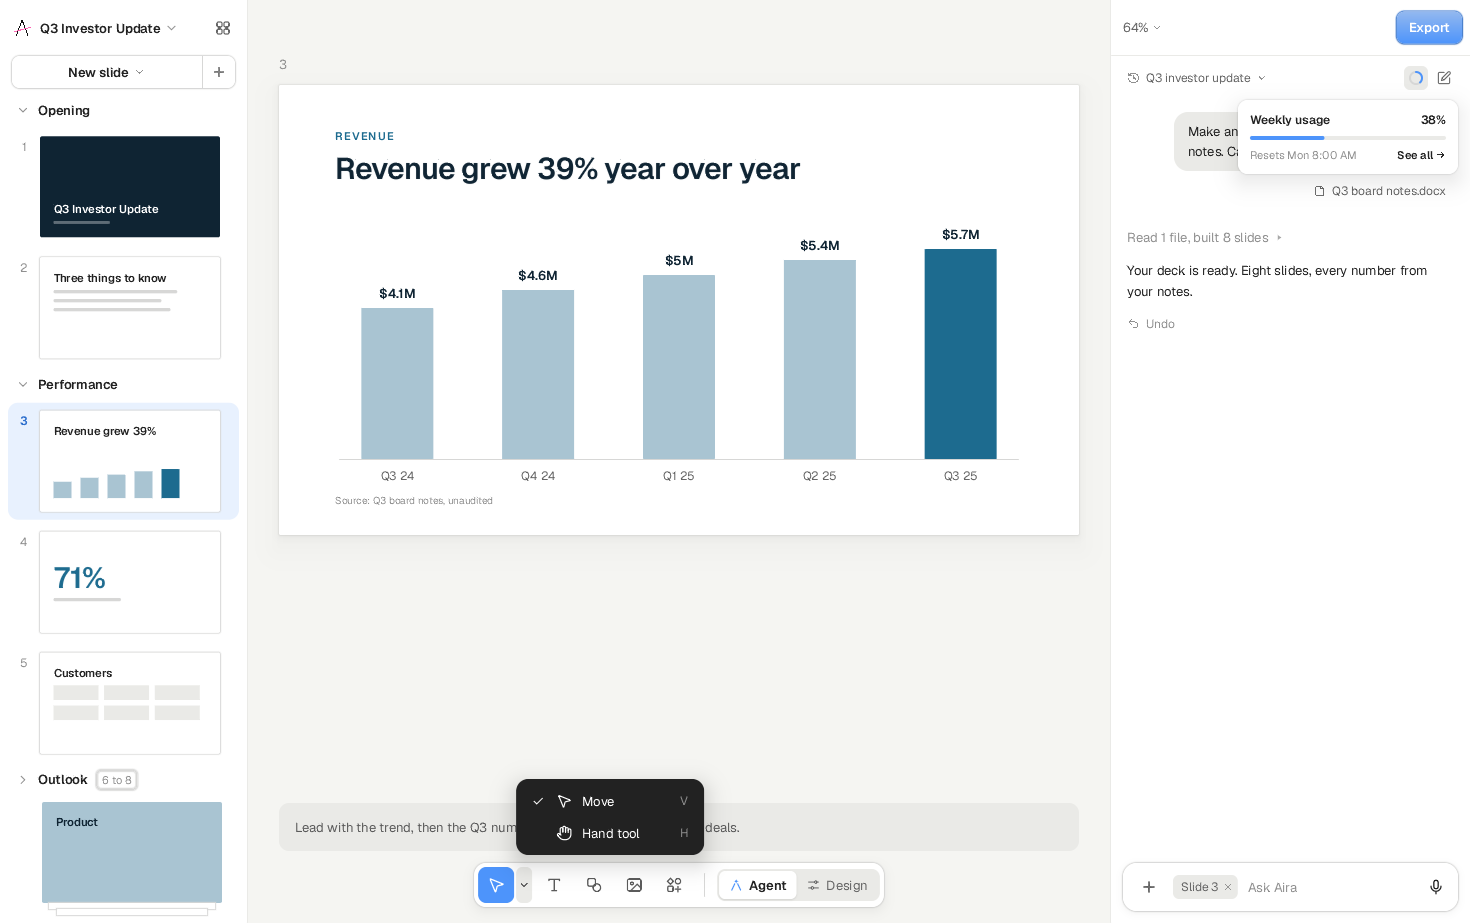 Q3 Investor Update
New slide
Opening
1
Q3 Investor Update
2
Three things to know
Performance
3
Revenue grew 39%
4
71%
5
Customers
Outlook
6 to 8
Product
3
REVENUE
Revenue grew 39% year over year
$4.1M
$4.6M
$5M
$5.4M
$5.7M
Q3 24
Q4 24
Q1 25
Q2 25
Q3 25
Source: Q3 board notes, unaudited
Lead with the trend, then the Q3 num
deals.
Move V
Hand tool H
Agent
Design
64%
Export
Q3 investor update
Weekly usage 38%
Resets Mon 8:00 AM See all →
Make an
notes.
Q3 board notes.docx
Read 1 file, built 8 slides
Your deck is ready. Eight slides, every number from
your notes.
Undo
Slide 3
Ask Aira